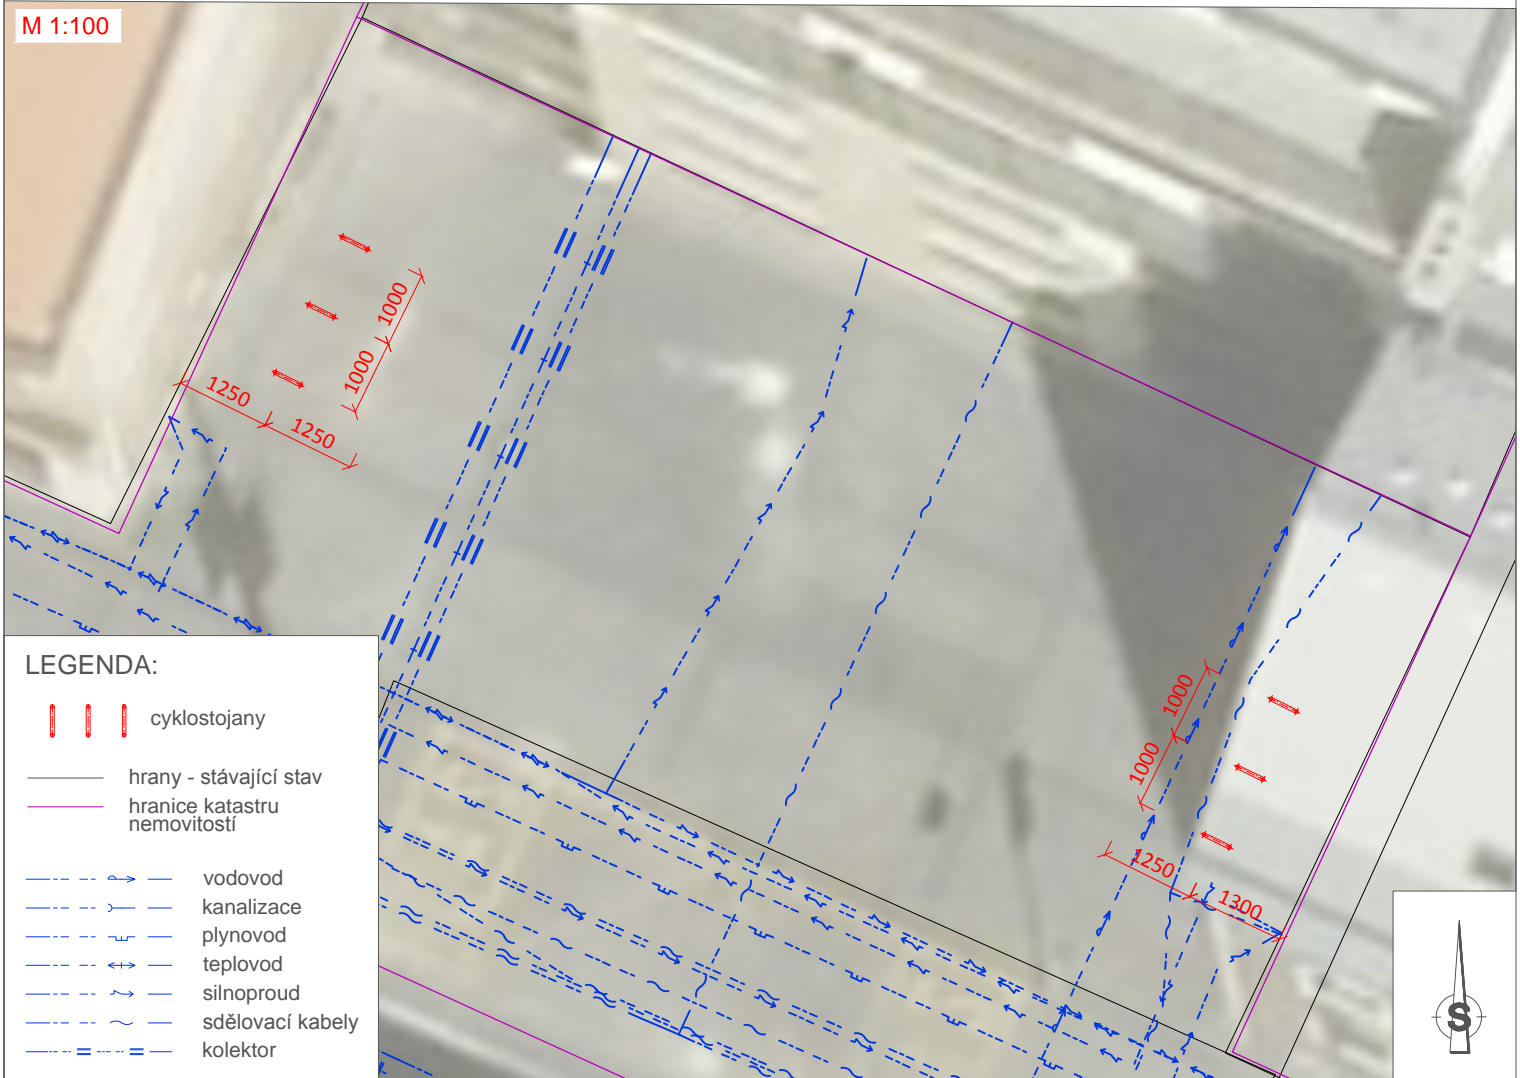 M 1:100
1000
1000
1250
1250
LEGENDA:
cyklostojany
hrany - stávající stav
hranice katastru
nemovitostí
vodovod
kanalizace
plynovod
teplovod
silnoproud
sdělovací kabely
kolektor
1000
1000
1250
1300
S